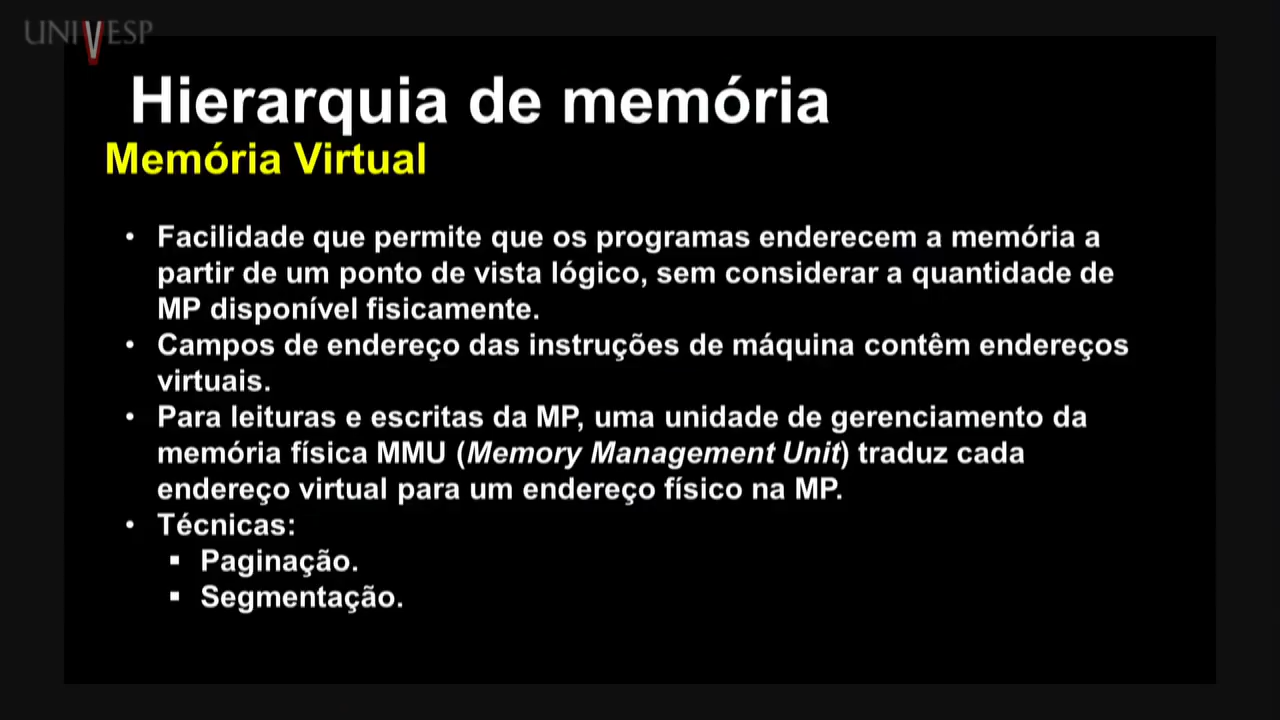 UNIVESP
Hierarquia de memória
Memória Virtual
• Facilidade que permite que os programas enderecem a memória a
partir de um ponto de vista lógico, sem considerar a quantidade de
MP disponível fisicamente.
• Campos de endereço das instruções de máquina contêm endereços
virtuais.
• Para leituras e escritas da MP, uma unidade de gerenciamento da
memória física MMU (Memory Management Unit) traduz cada
endereço virtual para um endereço físico na MP.
• Técnicas:
▪ Paginação.
▪ Segmentação.